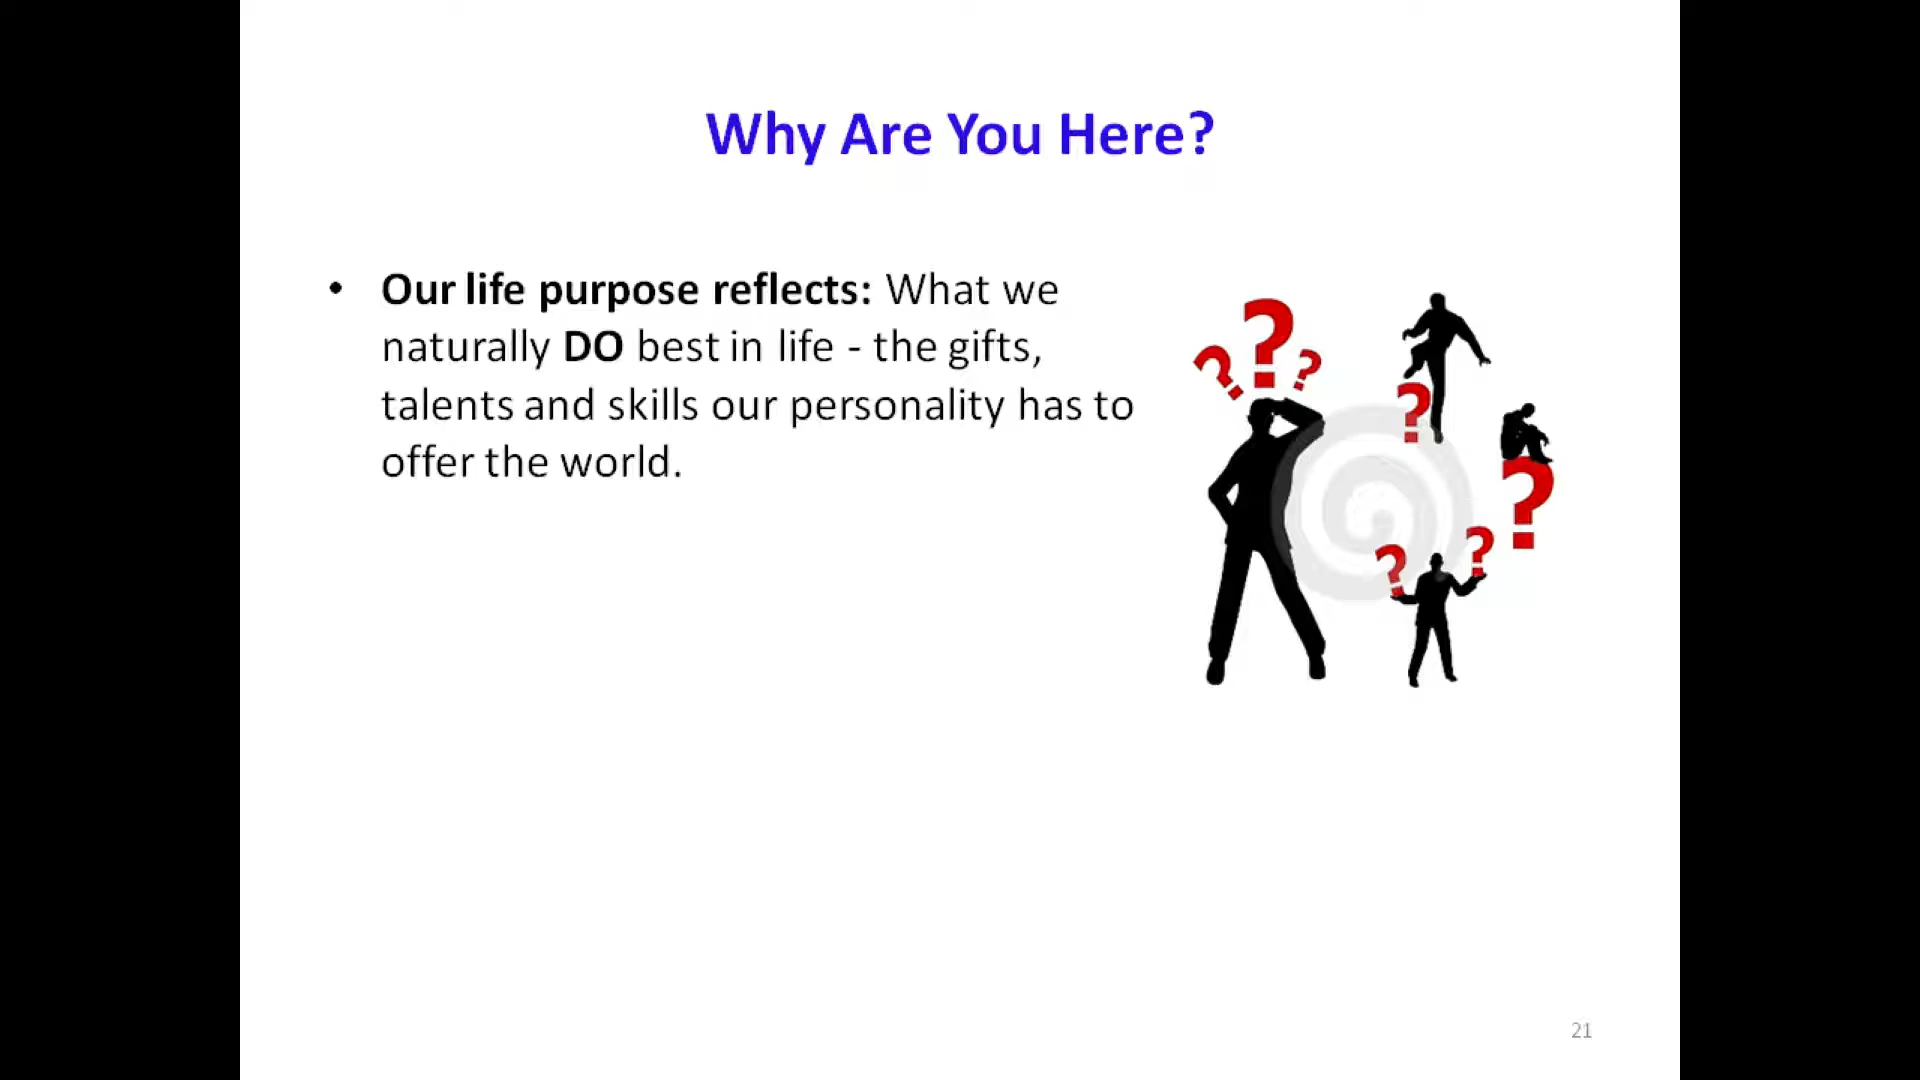 Why Are You Here?
• Our life purpose reflects: What we
naturally DO best in life - the gifts,
talents and skills our personality has to
offer the world.
? ? ?
?
?
? ?
21